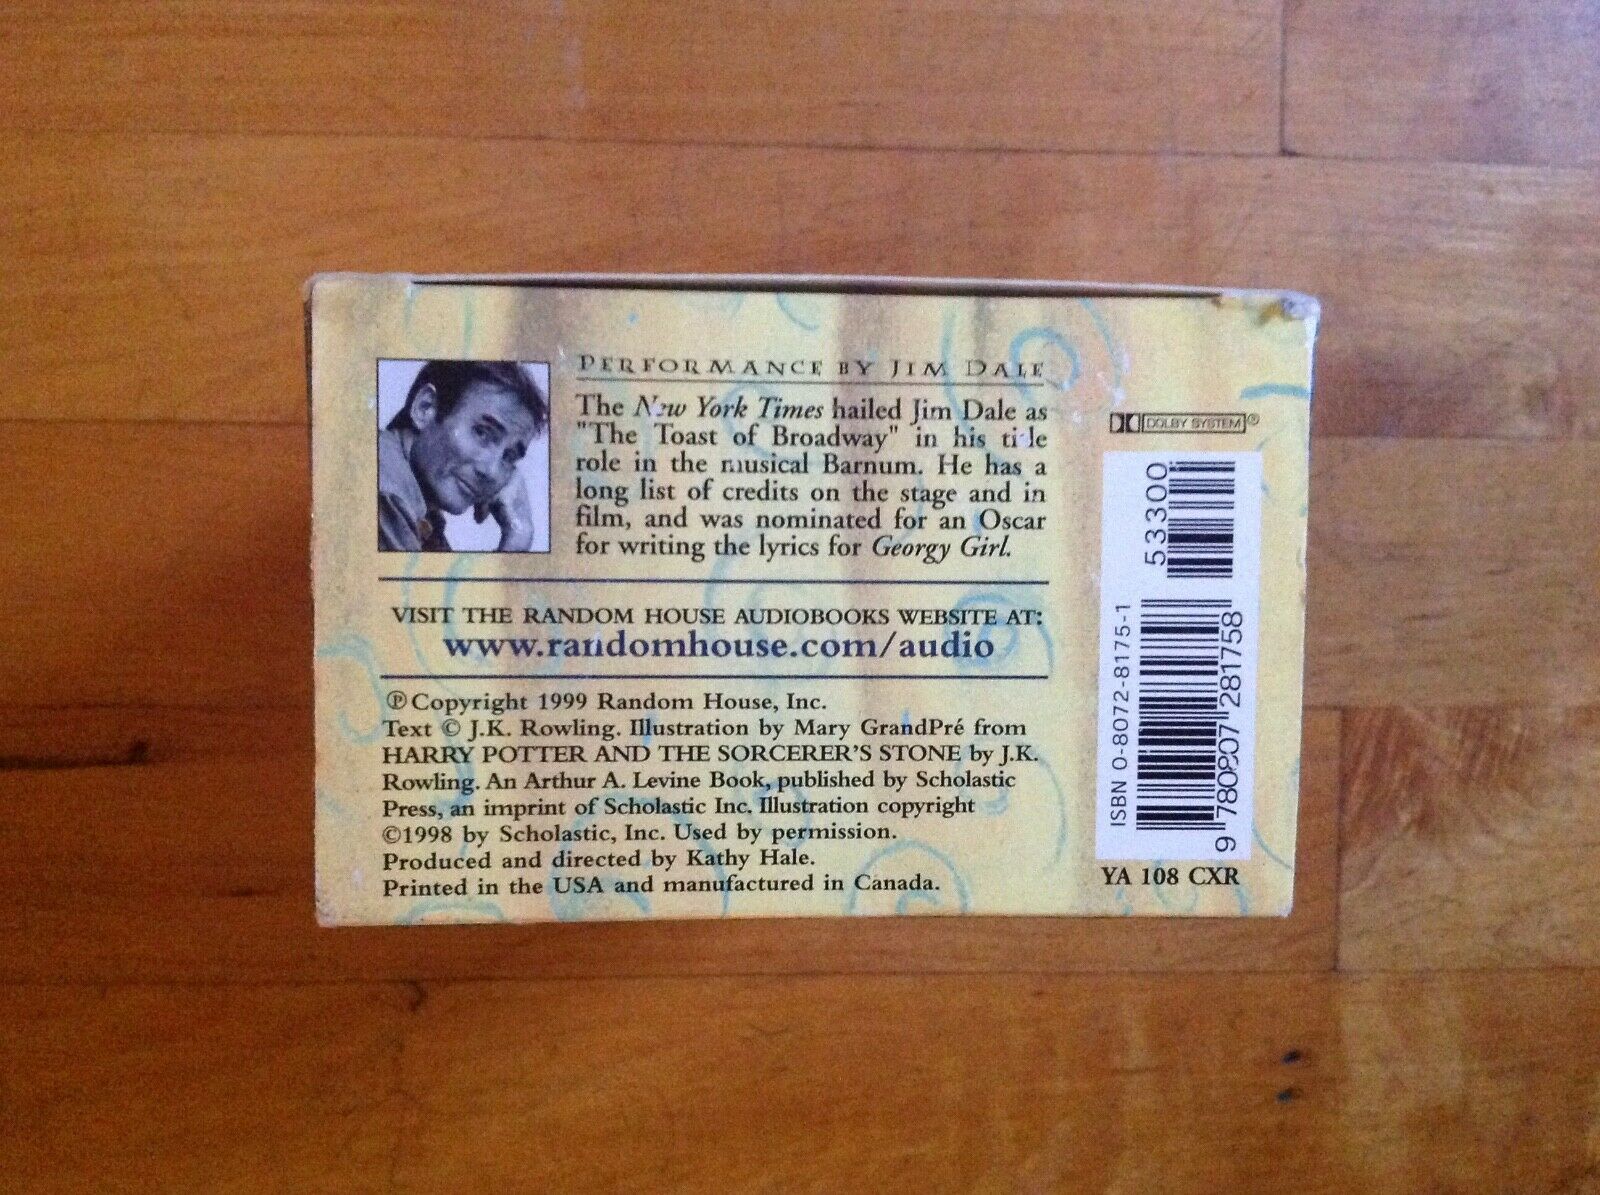 PERFORMANCE BY JIM DALE
The New York Times hailed Jim Dale as
"The Toast of Broadway" in his title
role in the musical Barnum. He has a
long list of credits on the stage and in
film, and was nominated for an Oscar
for writing the lyrics for Georgy Girl.
VISIT THE RANDOM HOUSE AUDIOBOOKS WEBSITE AT:
www.randomhouse.com/audio
℗ Copyright 1999 Random House, Inc.
Text © J.K. Rowling. Illustration by Mary GrandPré from
HARRY POTTER AND THE SORCERER'S STONE by J.K.
Rowling. An Arthur A. Levine Book, published by Scholastic
Press, an imprint of Scholastic Inc. Illustration copyright
©1998 by Scholastic, Inc. Used by permission.
Produced and directed by Kathy Hale.
Printed in the USA and manufactured in Canada.
DOLBY SYSTEM®
53300
ISBN 0-8072-8175-1
9 780807 281758
YA 108 CXR